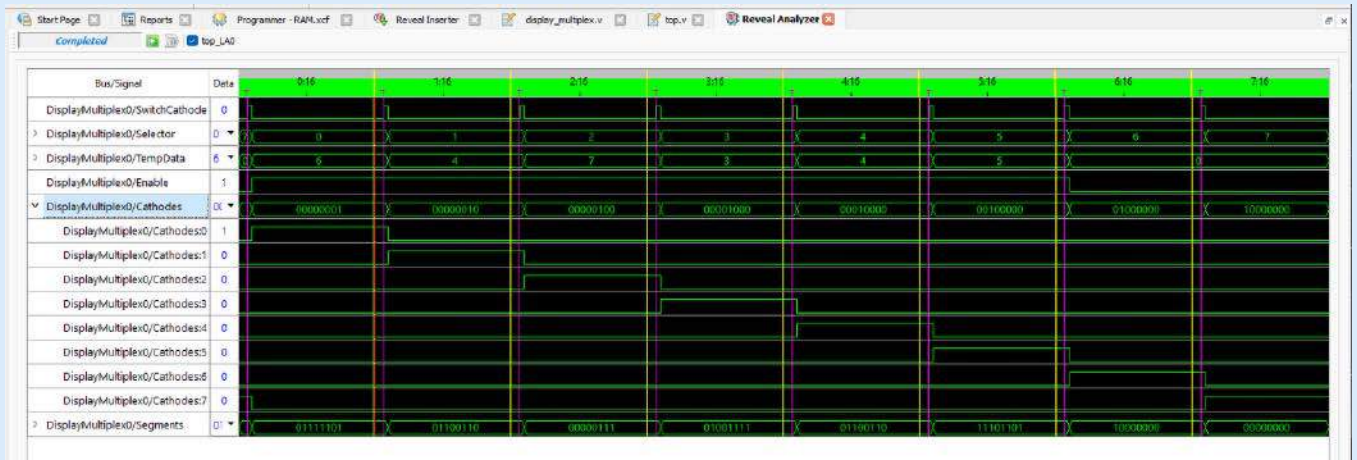 Start Page Reports Programmer - RAM.xcf Reveal Inserter display_multiplex.v top.v Reveal Analyzer
Completed top_LA0
Bus/Signal Data 0:16 1:16 2:16 3:16 4:16 5:16 6:16 7:16
DisplayMultiplex0/SwitchCathode 0
DisplayMultiplex0/Selector 0 1 2 3 4 5 6 7
DisplayMultiplex0/TempData 6 6 4 7 3 4 5 0
DisplayMultiplex0/Enable 1
DisplayMultiplex0/Cathodes 00000001 00000010 00000100 00001000 00010000 00100000 01000000 10000000
DisplayMultiplex0/Cathodes:0 1
DisplayMultiplex0/Cathodes:1 0
DisplayMultiplex0/Cathodes:2 0
DisplayMultiplex0/Cathodes:3 0
DisplayMultiplex0/Cathodes:4 0
DisplayMultiplex0/Cathodes:5 0
DisplayMultiplex0/Cathodes:6 0
DisplayMultiplex0/Cathodes:7 0
DisplayMultiplex0/Segments 01111101 01100110 00000111 01001111 01100110 11101101 10000000 00000000